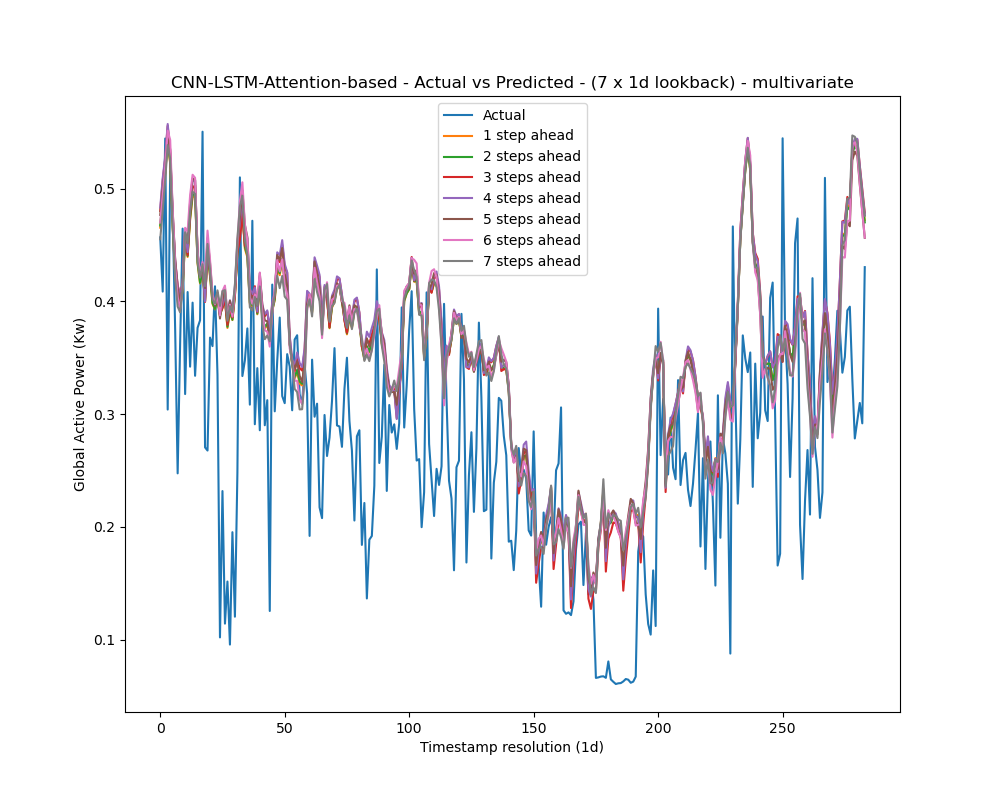 CNN-LSTM-Attention-based - Actual vs Predicted - (7 x 1d lookback) - multivariate
Actual
1 step ahead
2 steps ahead
3 steps ahead
4 steps ahead
5 steps ahead
6 steps ahead
7 steps ahead
Global Active Power (Kw)
0.5
0.4
0.3
0.2
0.1
0 50 100 150 200 250
Timestamp resolution (1d)